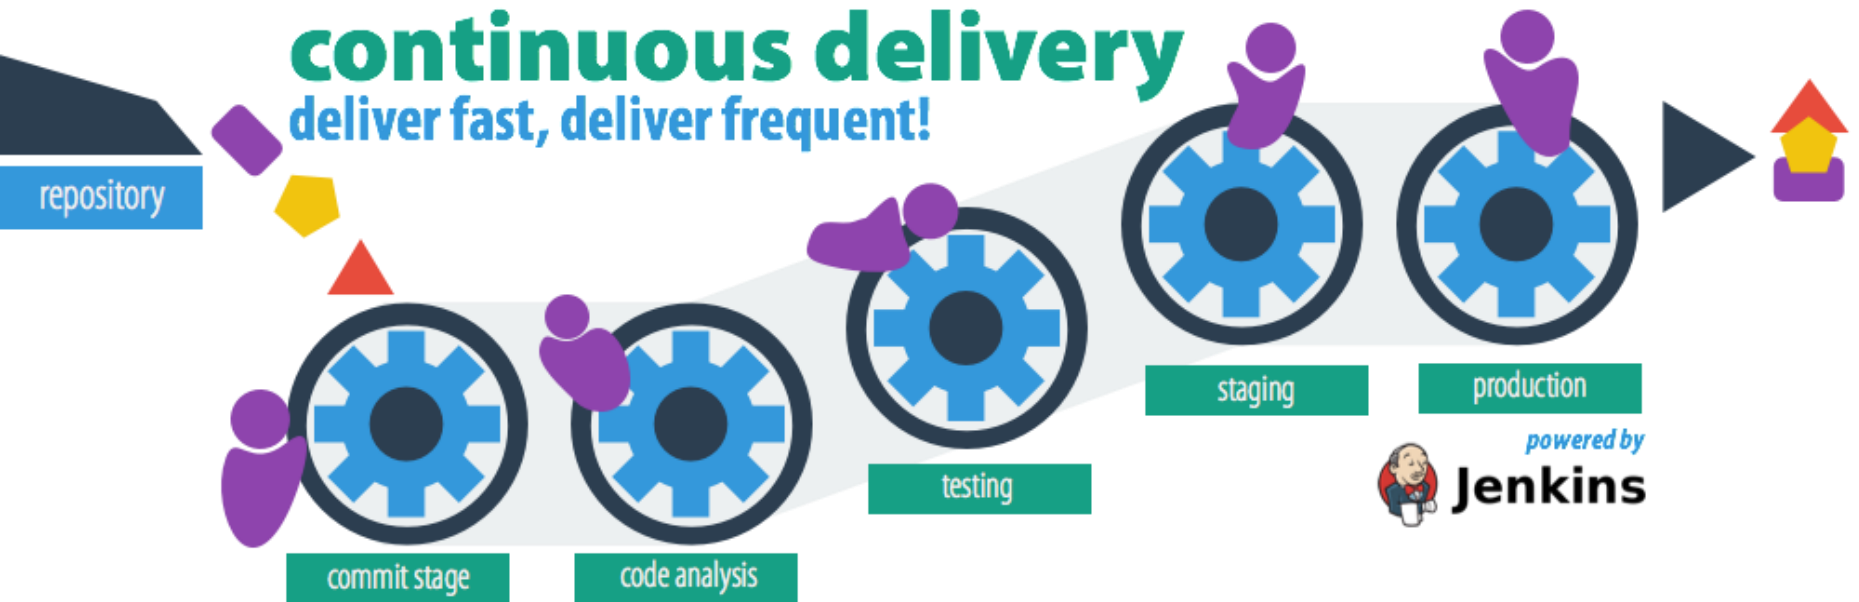 continuous delivery
deliver fast, deliver frequent!
repository
commit stage
code analysis
testing
staging
production
powered by
Jenkins